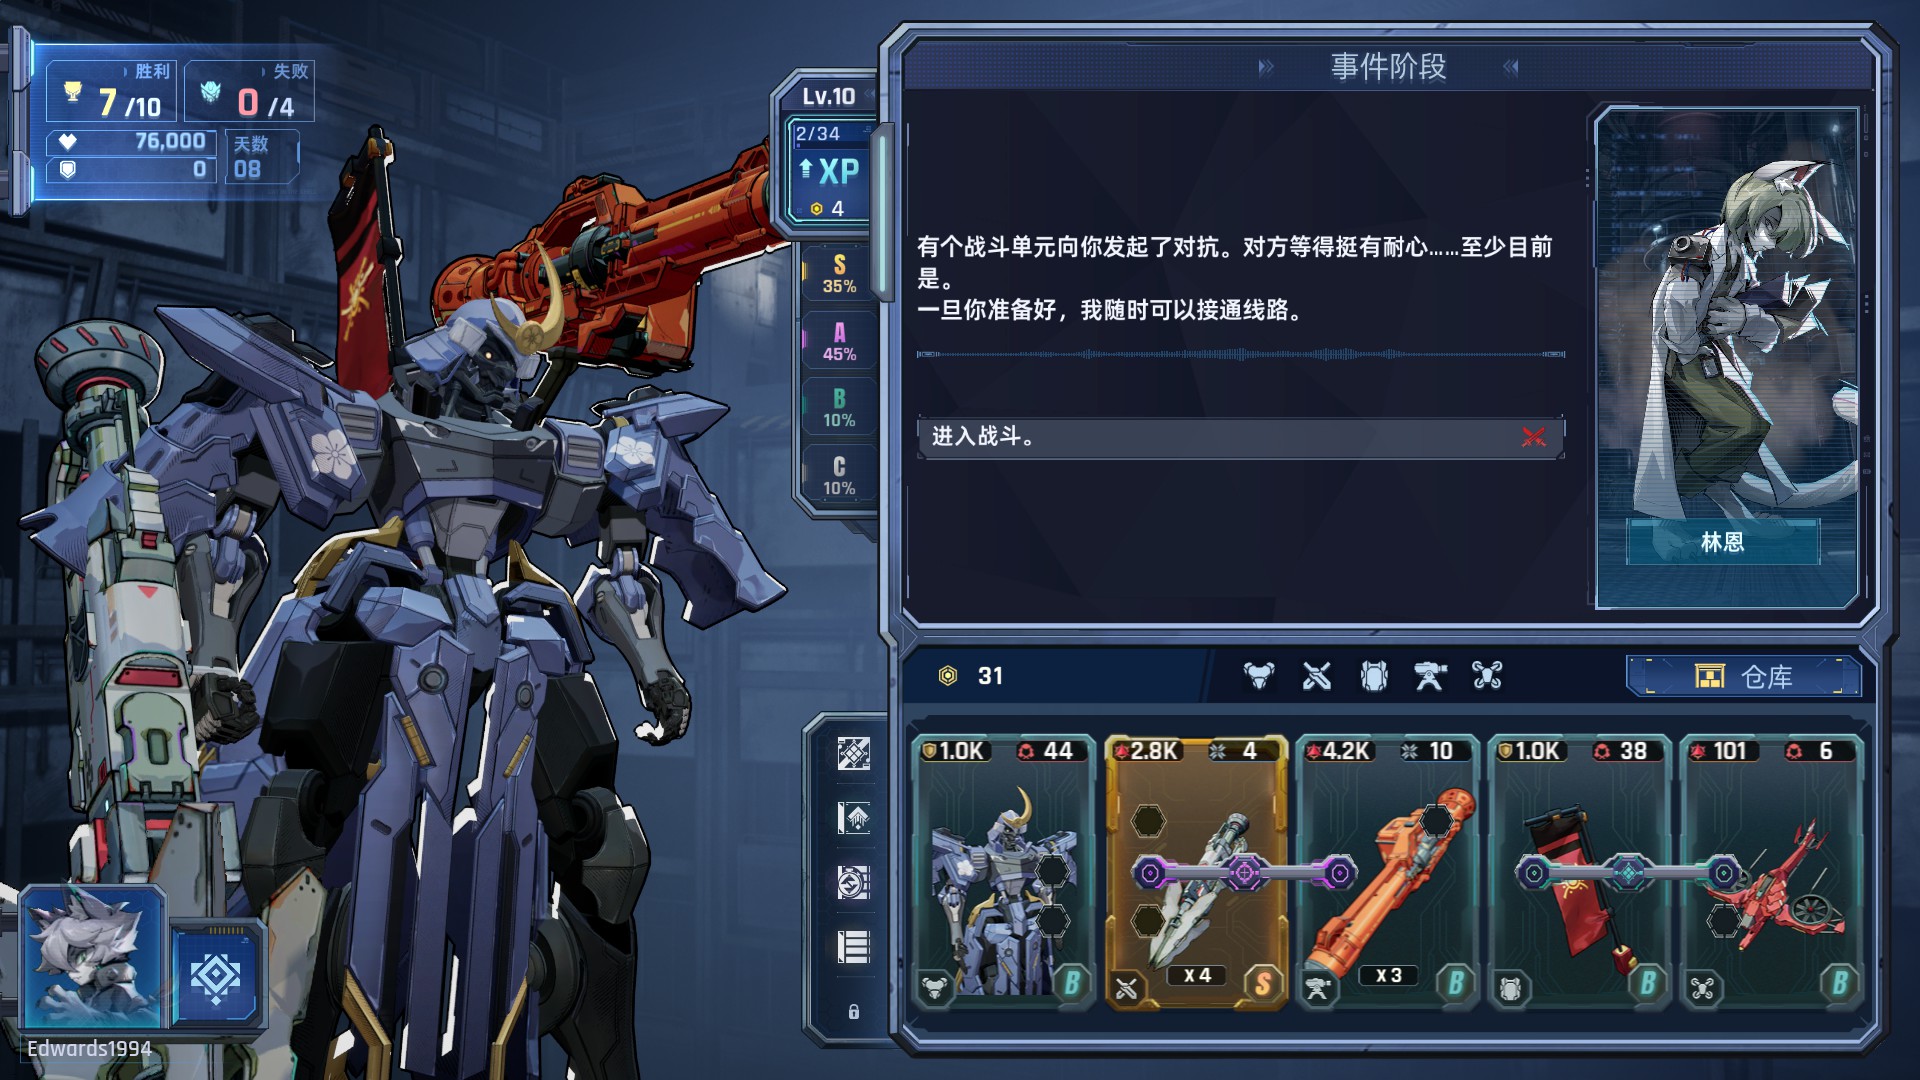 胜利
7/10
失败
0/4
76,000
0
天数
08
Lv.10
2/34
XP
4
S
35%
A
45%
B
10%
C
10%
事件阶段
有个战斗单元向你发起了对抗。对方等得挺有耐心……至少目前
是。
一旦你准备好，我随时可以接通线路。
进入战斗。
林恩
31
仓库
1.0K 44
2.8K 4
4.2K 10
1.0K 38
101 6
B
x4
S
x3
B
B
B
Edwards1994